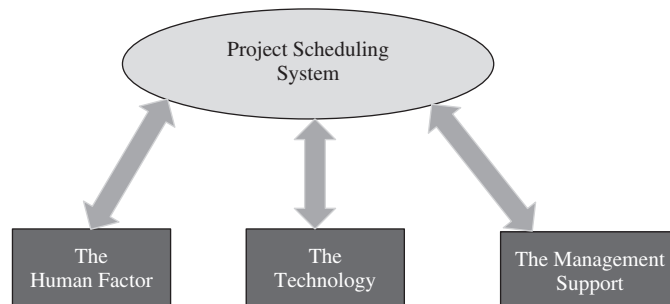 Project Scheduling
System
The
Human Factor
The
Technology
The Management
Support